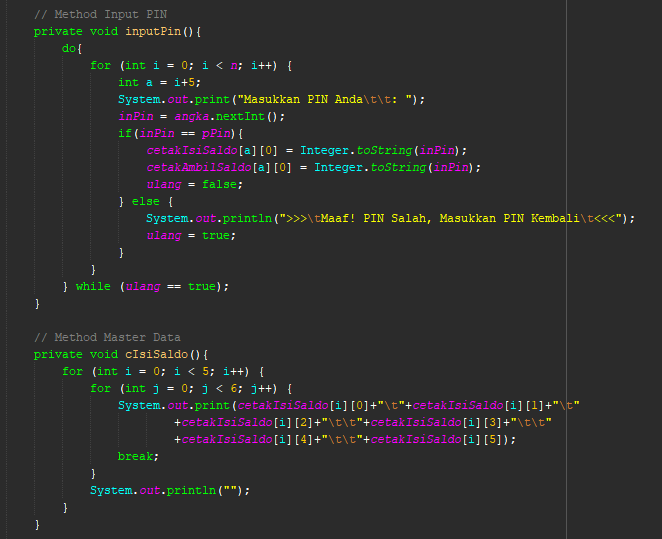 // Method Input PIN
private void inputPin(){
do{
for (int i = 0; i < n; i++) {
int a = i+5;
System.out.print("Masukkan PIN Anda\t\t: ");
inPin = angka.nextInt();
if(inPin == pPin){
cetakIsiSaldo[a][0] = Integer.toString(inPin);
cetakAmbilSaldo[a][0] = Integer.toString(inPin);
ulang = false;
} else {
System.out.println(">>>\tMaaf! PIN Salah, Masukkan PIN Kembali\t<<<");
ulang = true;
}
}
} while (ulang == true);
}
// Method Master Data
private void cIsiSaldo(){
for (int i = 0; i < 5; i++) {
for (int j = 0; j < 6; j++) {
System.out.print(cetakIsiSaldo[i][0]+"\t"+cetakIsiSaldo[i][1]+"\t"
+cetakIsiSaldo[i][2]+"\t\t"+cetakIsiSaldo[i][3]+"\t\t"
+cetakIsiSaldo[i][4]+"\t\t"+cetakIsiSaldo[i][5]);
break;
}
System.out.println("");
}
}